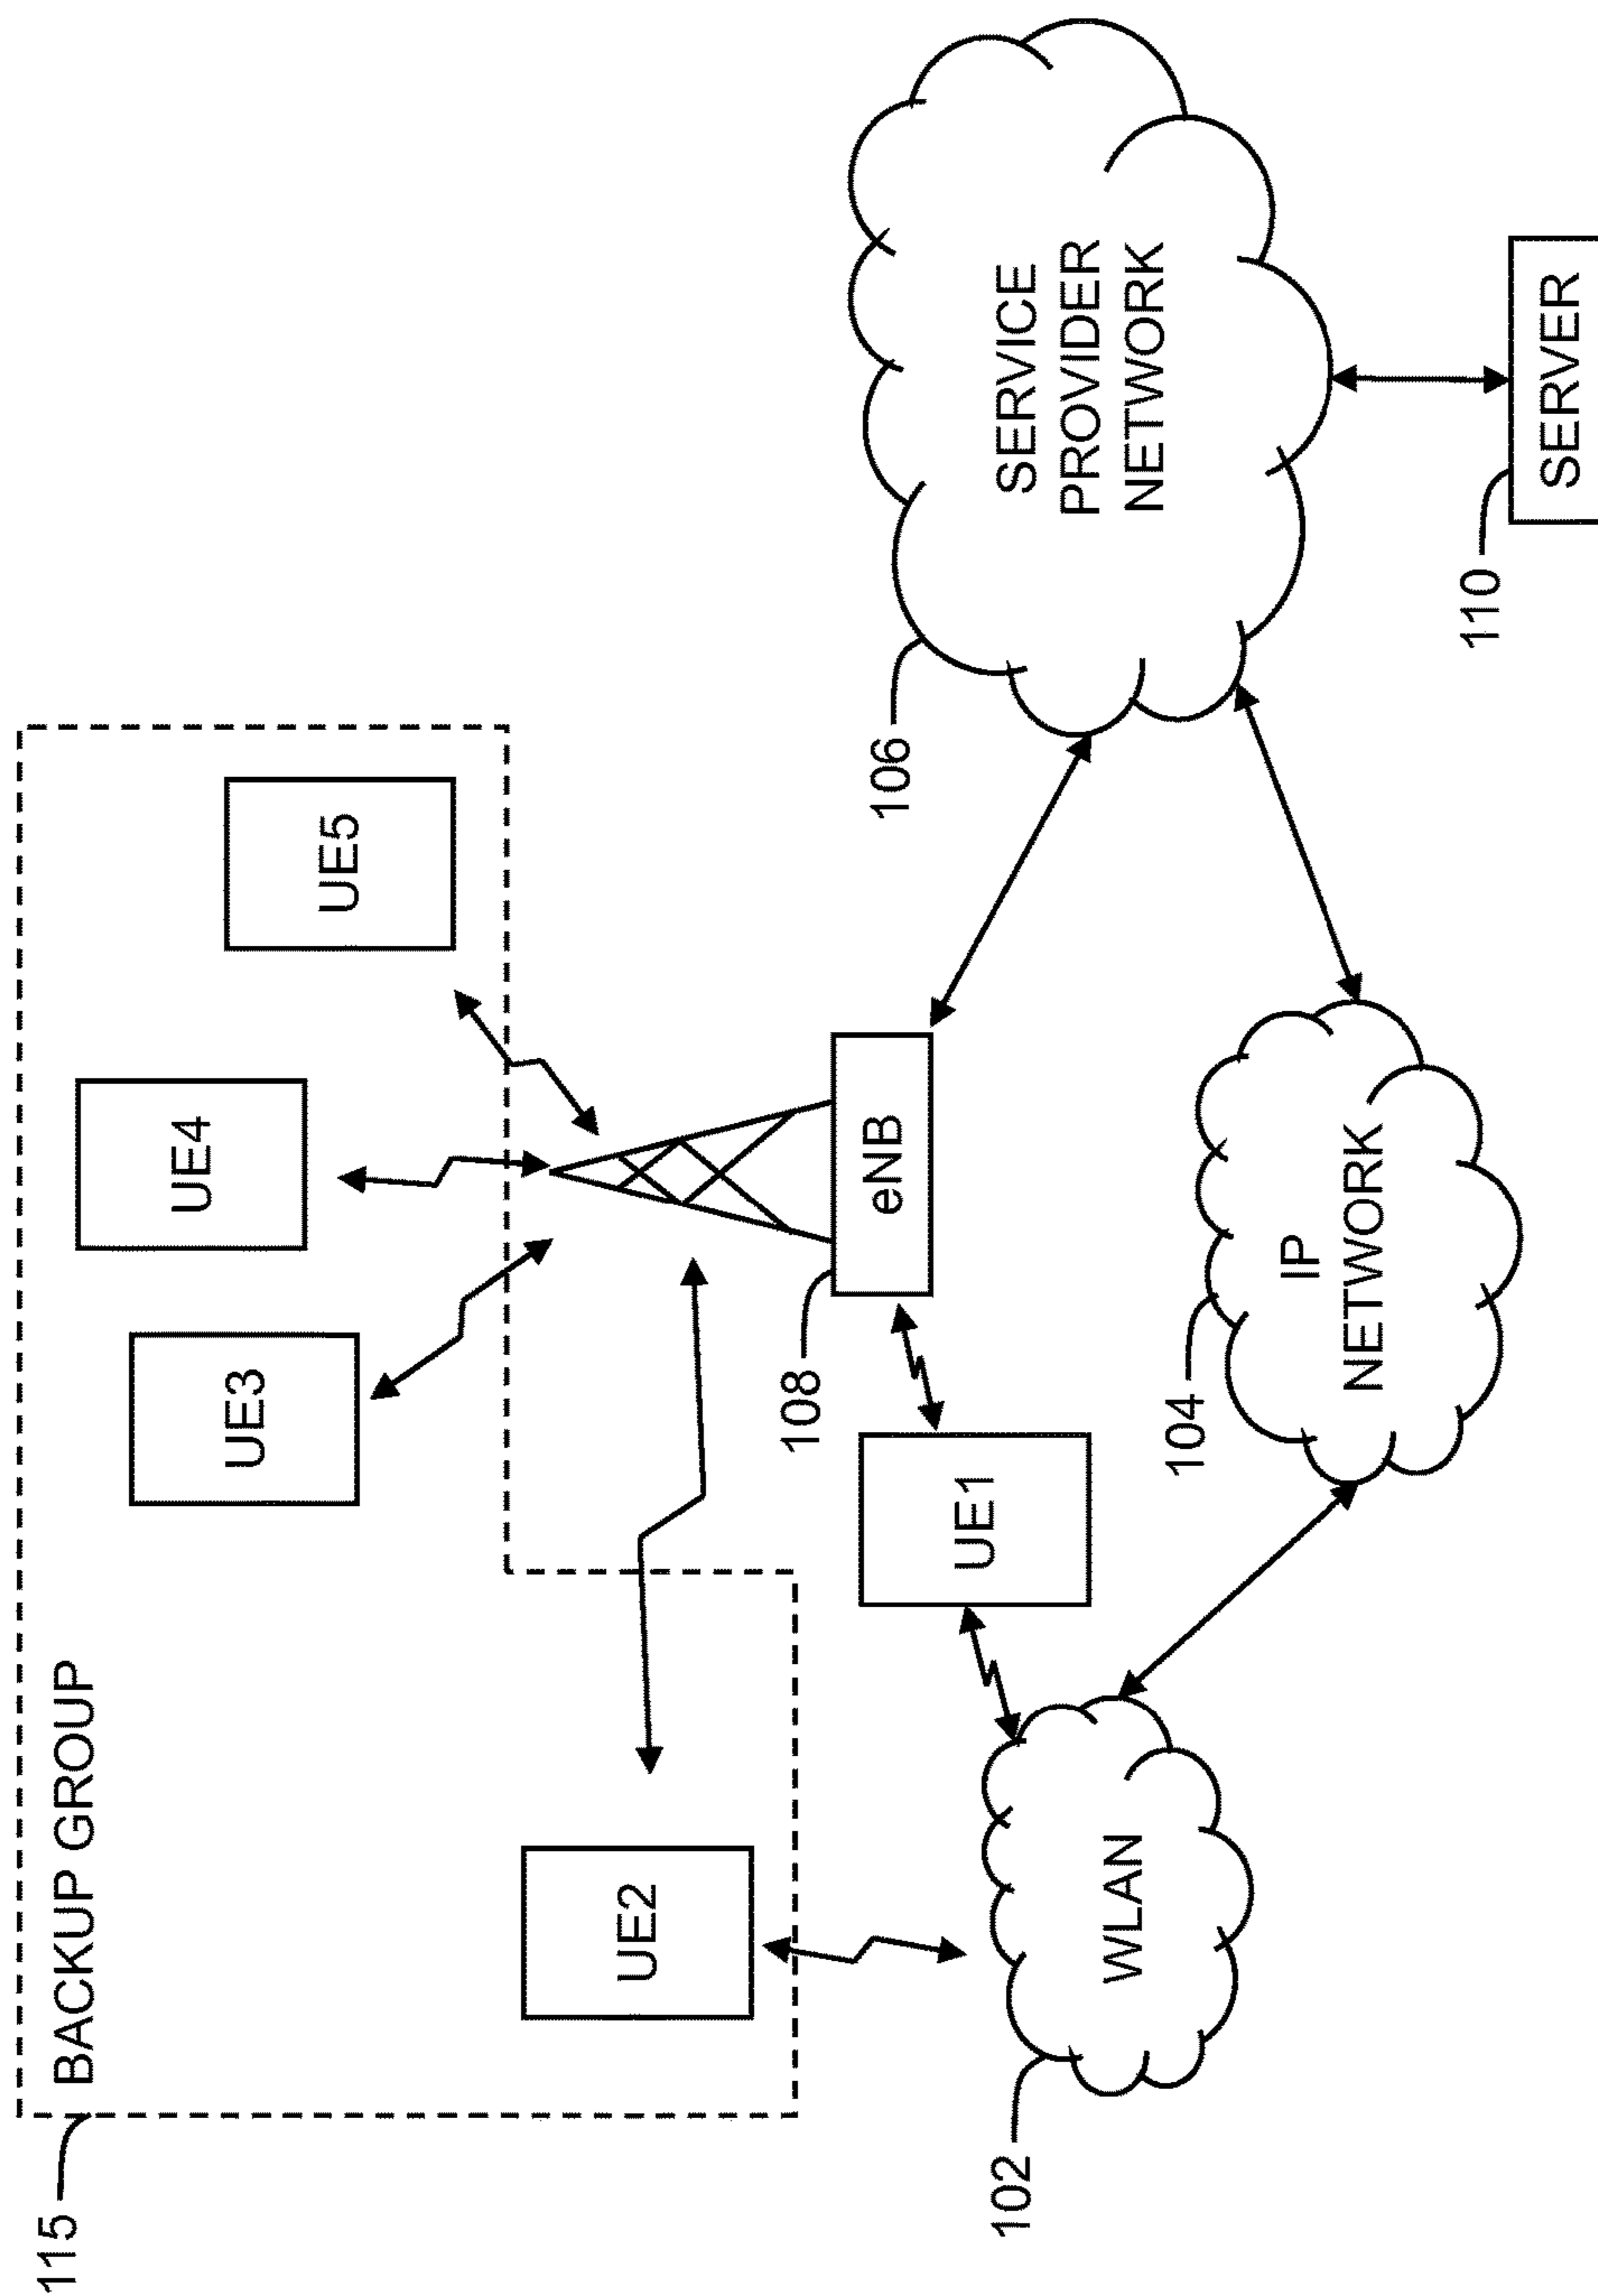 115
BACKUP GROUP
UE3
UE4
UE5
UE2
UE1
108
eNB
106
SERVICE
PROVIDER
NETWORK
102
WLAN
104
IP
NETWORK
110
SERVER